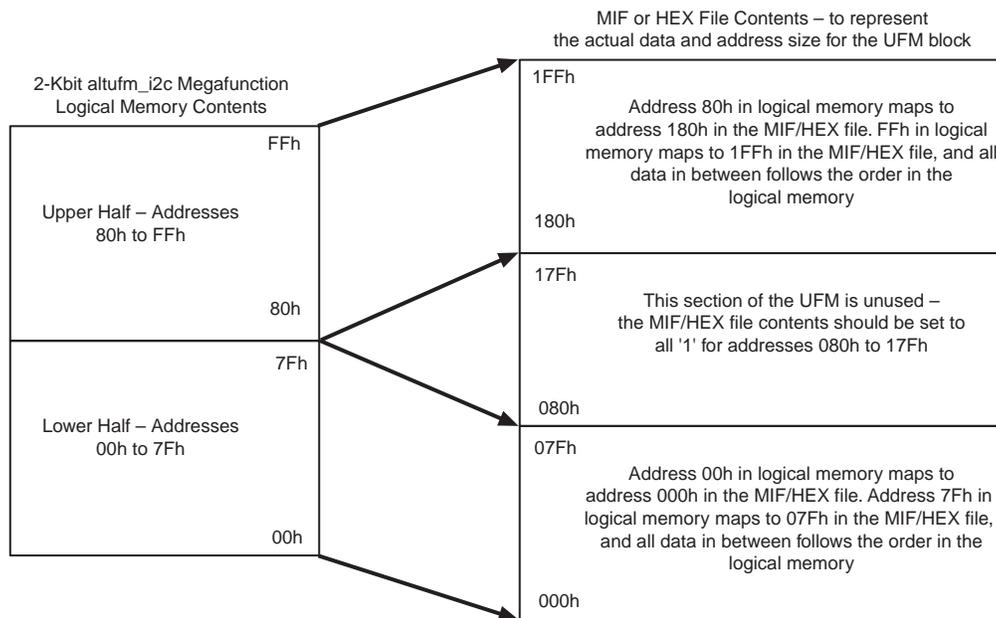 MIF or HEX File Contents – to represent
the actual data and address size for the UFM block
2-Kbit altufm_i2c Megafunction
Logical Memory Contents
FFh
Upper Half – Addresses
80h to FFh
80h
7Fh
Lower Half – Addresses
00h to 7Fh
00h
1FFh
Address 80h in logical memory maps to
address 180h in the MIF/HEX file. FFh in logical
memory maps to 1FFh in the MIF/HEX file, and all
data in between follows the order in the
logical memory
180h
17Fh
This section of the UFM is unused –
the MIF/HEX file contents should be set to
all '1' for addresses 080h to 17Fh
080h
07Fh
Address 00h in logical memory maps to
address 000h in the MIF/HEX file. Address 7Fh in
logical memory maps to 07Fh in the MIF/HEX file,
and all data in between follows the order in the
logical memory
000h